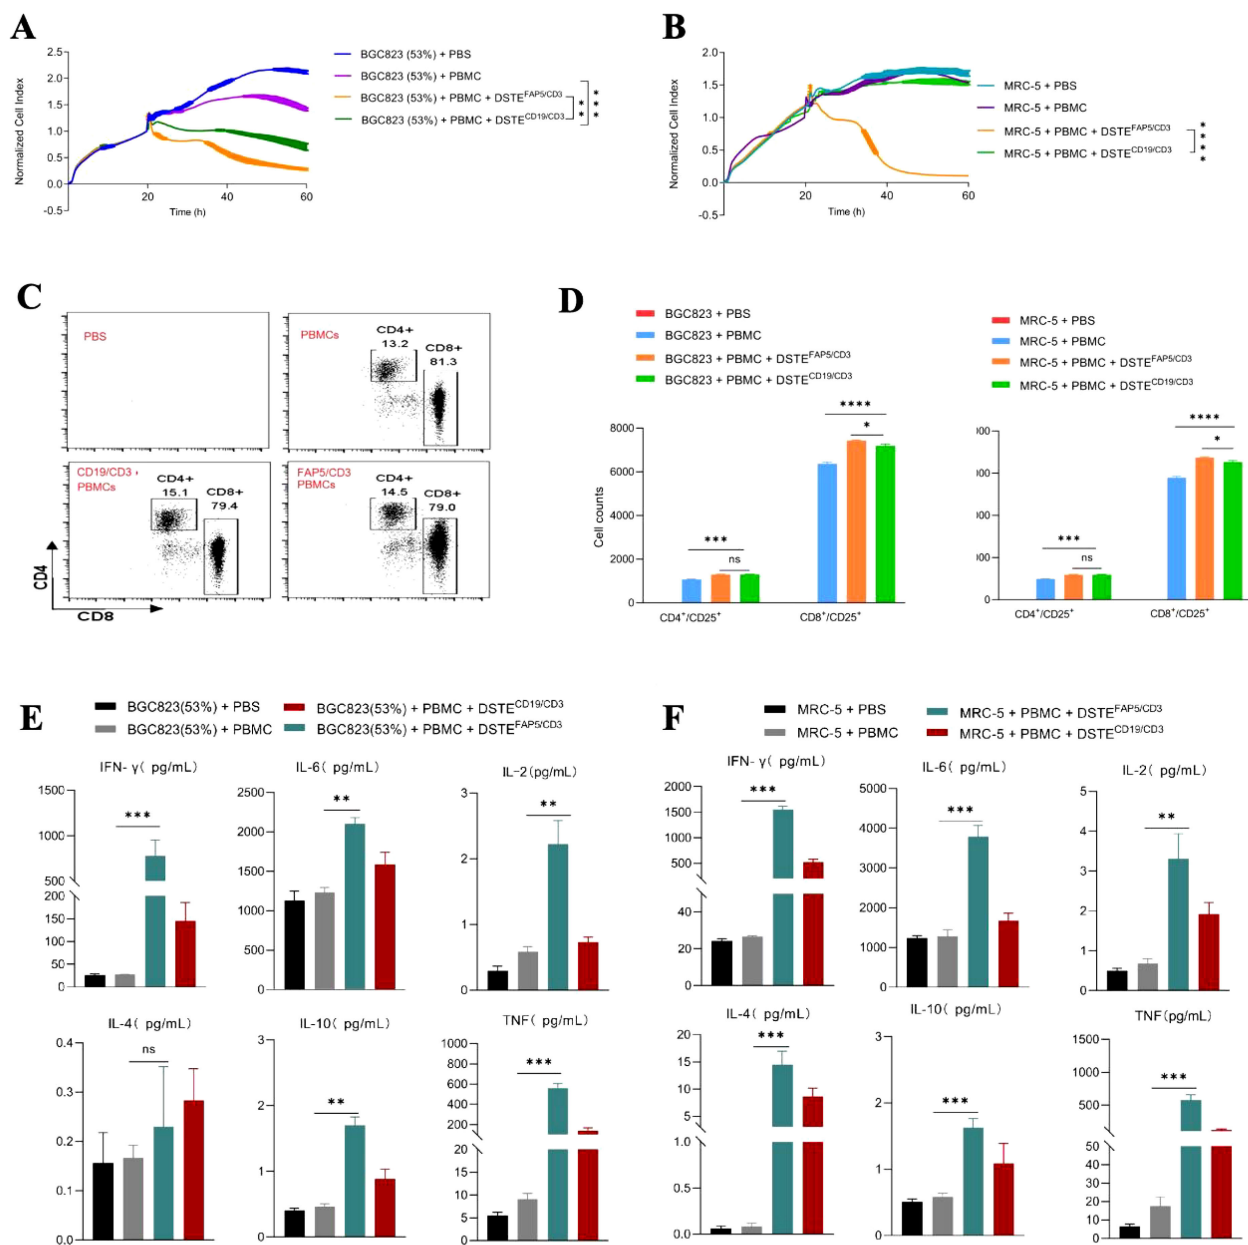 A
2.5
2.0
1.5
1.0
0.5
0.0
-0.5
Normalized Cell Index
20
40
60
Time (h)
BGC823 (53%) + PBS
BGC823 (53%) + PBMC
BGC823 (53%) + PBMC + DSTE^FAP5/CD3
BGC823 (53%) + PBMC + DSTE^CD19/CD3
**
***
B
2.0
1.5
1.0
0.5
0.0
-0.5
Normalized Cell Index
20
40
60
Time (h)
MRC-5 + PBS
MRC-5 + PBMC
MRC-5 + PBMC + DSTE^FAP5/CD3
MRC-5 + PBMC + DSTE^CD19/CD3
****
C
PBS
PBMCs
CD4+
13.2
CD8+
81.3
CD19/CD3 +
PBMCs
CD4+
15.1
CD8+
79.4
FAP5/CD3
PBMCs
CD4+
14.5
CD8+
79.0
CD4
CD8
D
BGC823 + PBS
BGC823 + PBMC
BGC823 + PBMC + DSTE^FAP5/CD3
BGC823 + PBMC + DSTE^CD19/CD3
8000
6000
4000
2000
0
Cell counts
***
ns
****
*
CD4+/CD25+
CD8+/CD25+
MRC-5 + PBS
MRC-5 + PBMC
MRC-5 + PBMC + DSTE^FAP5/CD3
MRC-5 + PBMC + DSTE^CD19/CD3
000
000
000
000
0
***
ns
****
*
CD4+/CD25+
CD8+/CD25+
E
BGC823(53%) + PBS
BGC823(53%) + PBMC + DSTE^CD19/CD3
BGC823(53%) + PBMC
BGC823(53%) + PBMC + DSTE^FAP5/CD3
IFN- γ( pg/mL)
1500
1000
500
200
150
100
50
0
***
IL-6( pg/mL)
2500
2000
1500
1000
500
0
**
IL-2(pg/mL)
3
2
1
0
**
IL-4( pg/mL)
0.4
0.3
0.2
0.1
0.0
ns
IL-10( pg/mL)
3
2
1
0
**
TNF( pg/mL)
1000
800
600
400
200
20
15
10
5
0
***
F
MRC-5 + PBS
MRC-5 + PBMC + DSTE^FAP5/CD3
MRC-5 + PBMC
MRC-5 + PBMC + DSTE^CD19/CD3
IFN- γ( pg/mL)
2000
1500
1000
500
40
20
0
***
IL-6( pg/mL)
5000
4000
3000
2000
1000
0
***
IL-2( pg/mL)
5
4
3
2
1
0
**
IL-4( pg/mL)
20
15
10
5
1.0
0.5
0.0
***
IL-10( pg/mL)
3
2
1
0
***
TNF(pg/mL)
1500
1000
500
50
40
30
20
10
0
***